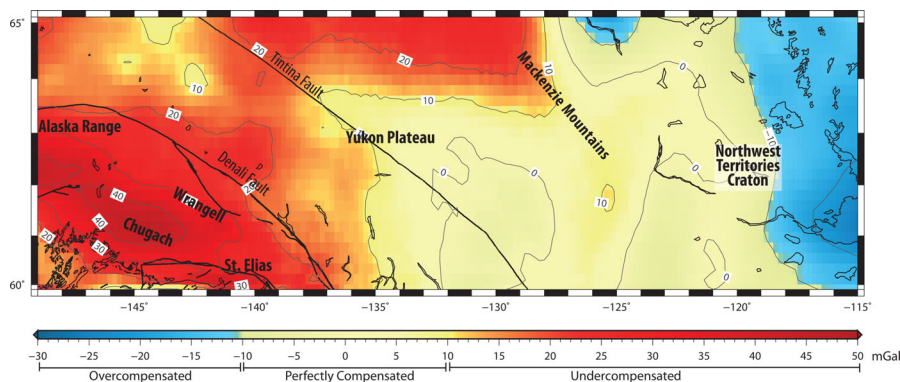 65˚
20
Tintina Fault
20
10
Mackenzie Mountains
0
10
10
-10
20
Alaska Range
Yukon Plateau
Northwest
Territories
Craton
Denali Fault
0
0
0
40
Wrangell
10
40
Chugach
20
30
St. Elias
0
30
60˚
−145˚
−140˚
−135˚
−130˚
−125˚
−120˚
−115˚
−30
−25
−20
−15
−10
−5
0
5
10
15
20
25
30
35
40
45
50
mGal
Overcompensated
Perfectly Compensated
Undercompensated